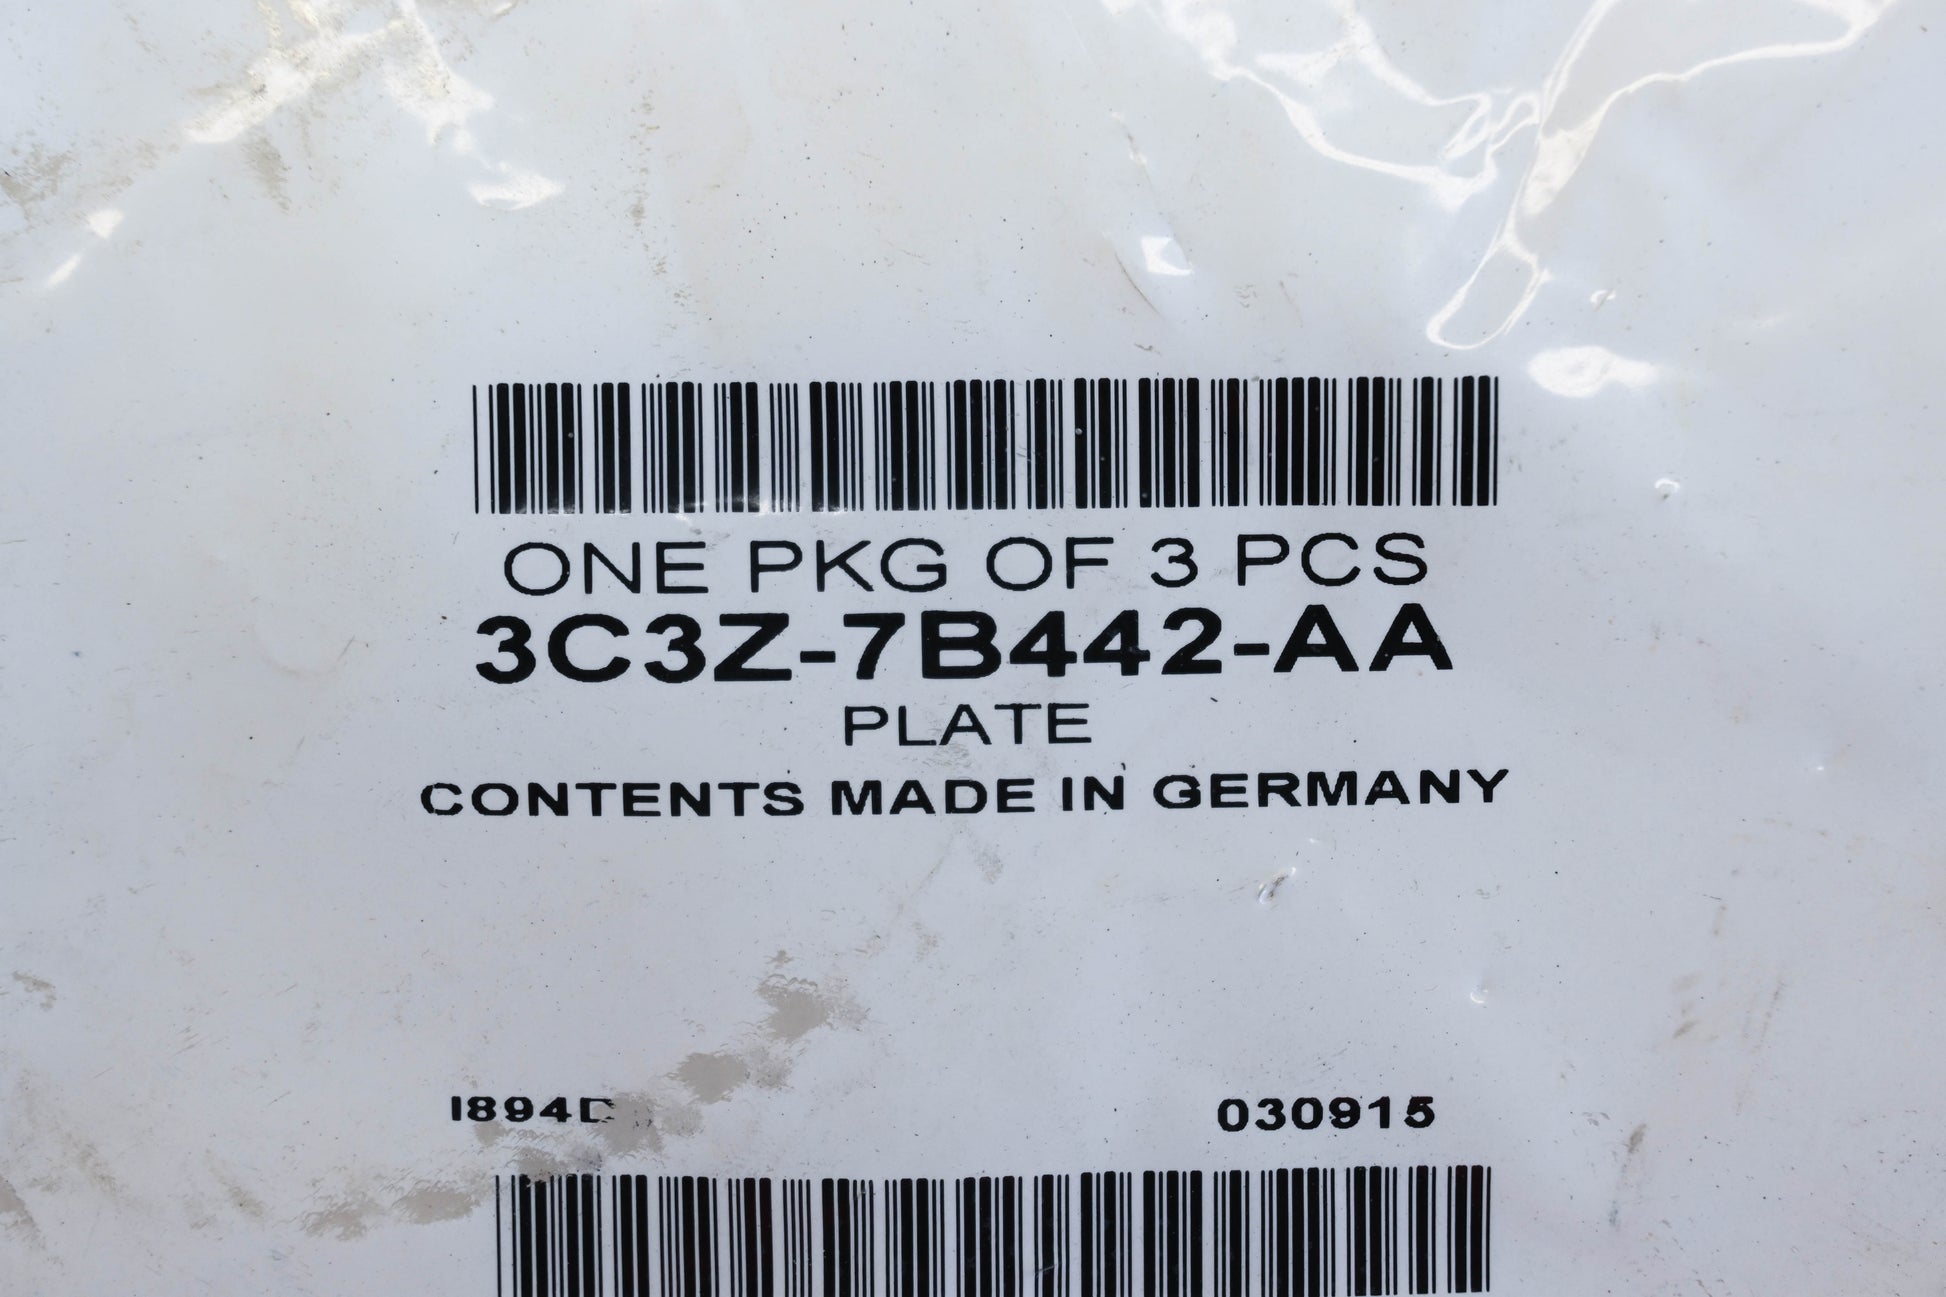 ONE PKG OF 3 PCS
3C3Z-7B442-AA
PLATE
CONTENTS MADE IN GERMANY
I894D 030915